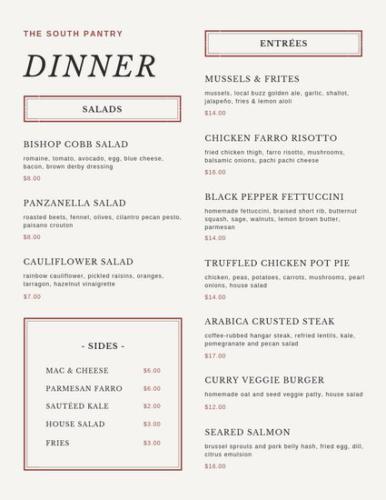 THE SOUTH PANTRY
DINNER
SALADS
BISHOP COBB SALAD
romaine, tomato, avocado, egg, blue cheese,
bacon, brown derby dressing
$8.00
PANZANELLA SALAD
roasted beets, fennel, olives, cilantro pecan pesto,
paisano crouton
$8.00
CAULIFLOWER SALAD
rainbow cauliflower, pickled raisins, oranges,
tarragon, hazelnut vinaigrette
$7.00
- SIDES -
MAC & CHEESE $6.00
PARMESAN FARRO $6.00
SAUTÉED KALE $2.00
HOUSE SALAD $3.00
FRIES $3.00
ENTRÉES
MUSSELS & FRITES
mussels, local buzz golden ale, garlic, shallot,
jalapeño, fries & lemon aioli
$14.00
CHICKEN FARRO RISOTTO
fried chicken thigh, farro risotto, mushrooms,
balsamic onions, pachi pachi cheese
$16.00
BLACK PEPPER FETTUCCINI
homemade fettuccini, braised short rib, butternut
squash, sage, walnuts, lemon brown butter,
parmesan
$14.00
TRUFFLED CHICKEN POT PIE
chicken, peas, potatoes, carrots, mushrooms, pearl
onions, house salad
$14.00
ARABICA CRUSTED STEAK
coffee-rubbed hangar steak, refried lentils, kale,
pomegranate and pecan salad
$17.00
CURRY VEGGIE BURGER
homemade oat and seed veggie patty, house salad
$12.00
SEARED SALMON
brussel sprouts and pork belly hash, fried egg, dill,
citrus emulsion
$16.00